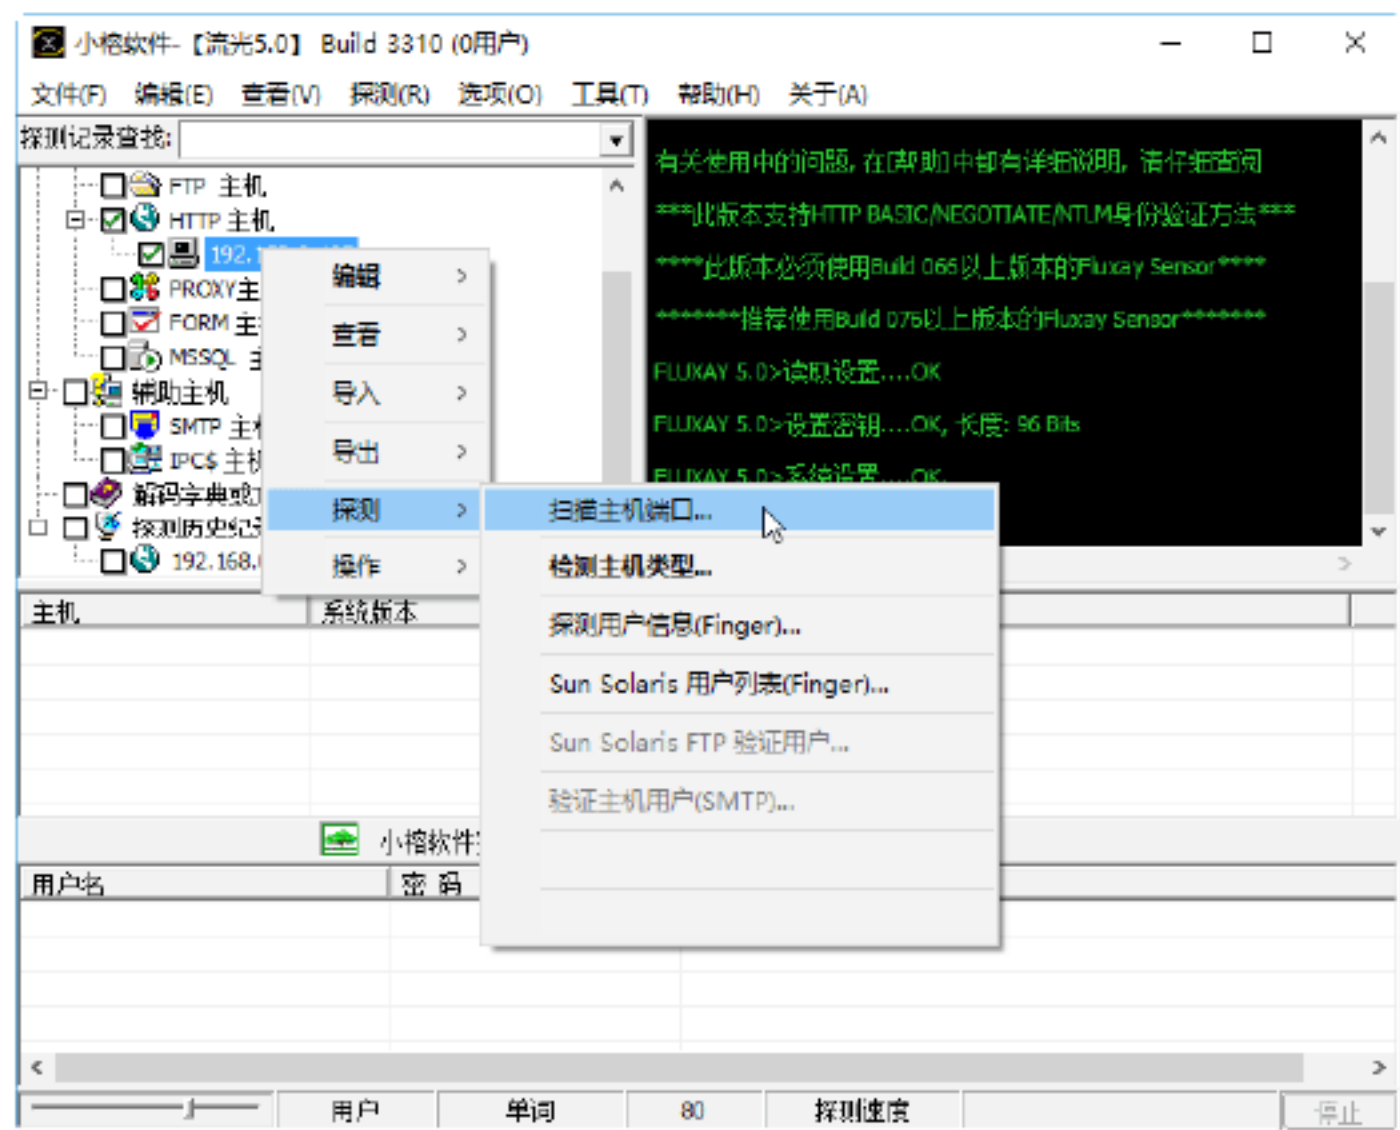 小榕软件-【流光5.0】 Build 3310 (0用户)
文件(F) 编辑(E) 查看(V) 探测(R) 选项(O) 工具(T) 帮助(H) 关于(A)
探测记录查找:
FTP 主机
HTTP 主机
192.1
PROXY主
FORM 主
MSSQL
辅助主机
SMTP 主
IPC$ 主机
解码字典或
探测历史纪录
192.168.
有关使用中的问题, 在[帮助]中都有详细说明, 请仔细查阅
***此版本支持HTTP BASIC/NEGOTIATE/NTLM身份验证方法***
****此版本必须使用Build 066以上版本的Fluxay Sensor****
*******推荐使用Build 076以上版本的Fluxay Sensor*******
FLUXAY 5.0>读取设置....OK
FLUXAY 5.0>设置密钥....OK, 长度: 96 Bits
FLUXAY 5.0>系统设置....OK.
编辑
查看
导入
导出
探测
操作
扫描主机端口...
检测主机类型...
探测用户信息(Finger)...
Sun Solaris 用户列表(Finger)...
Sun Solaris FTP 验证用户...
验证主机用户(SMTP)...
主机 系统版本
小榕软件
用户名 密 码
用户 单词 80 探测速度 停止